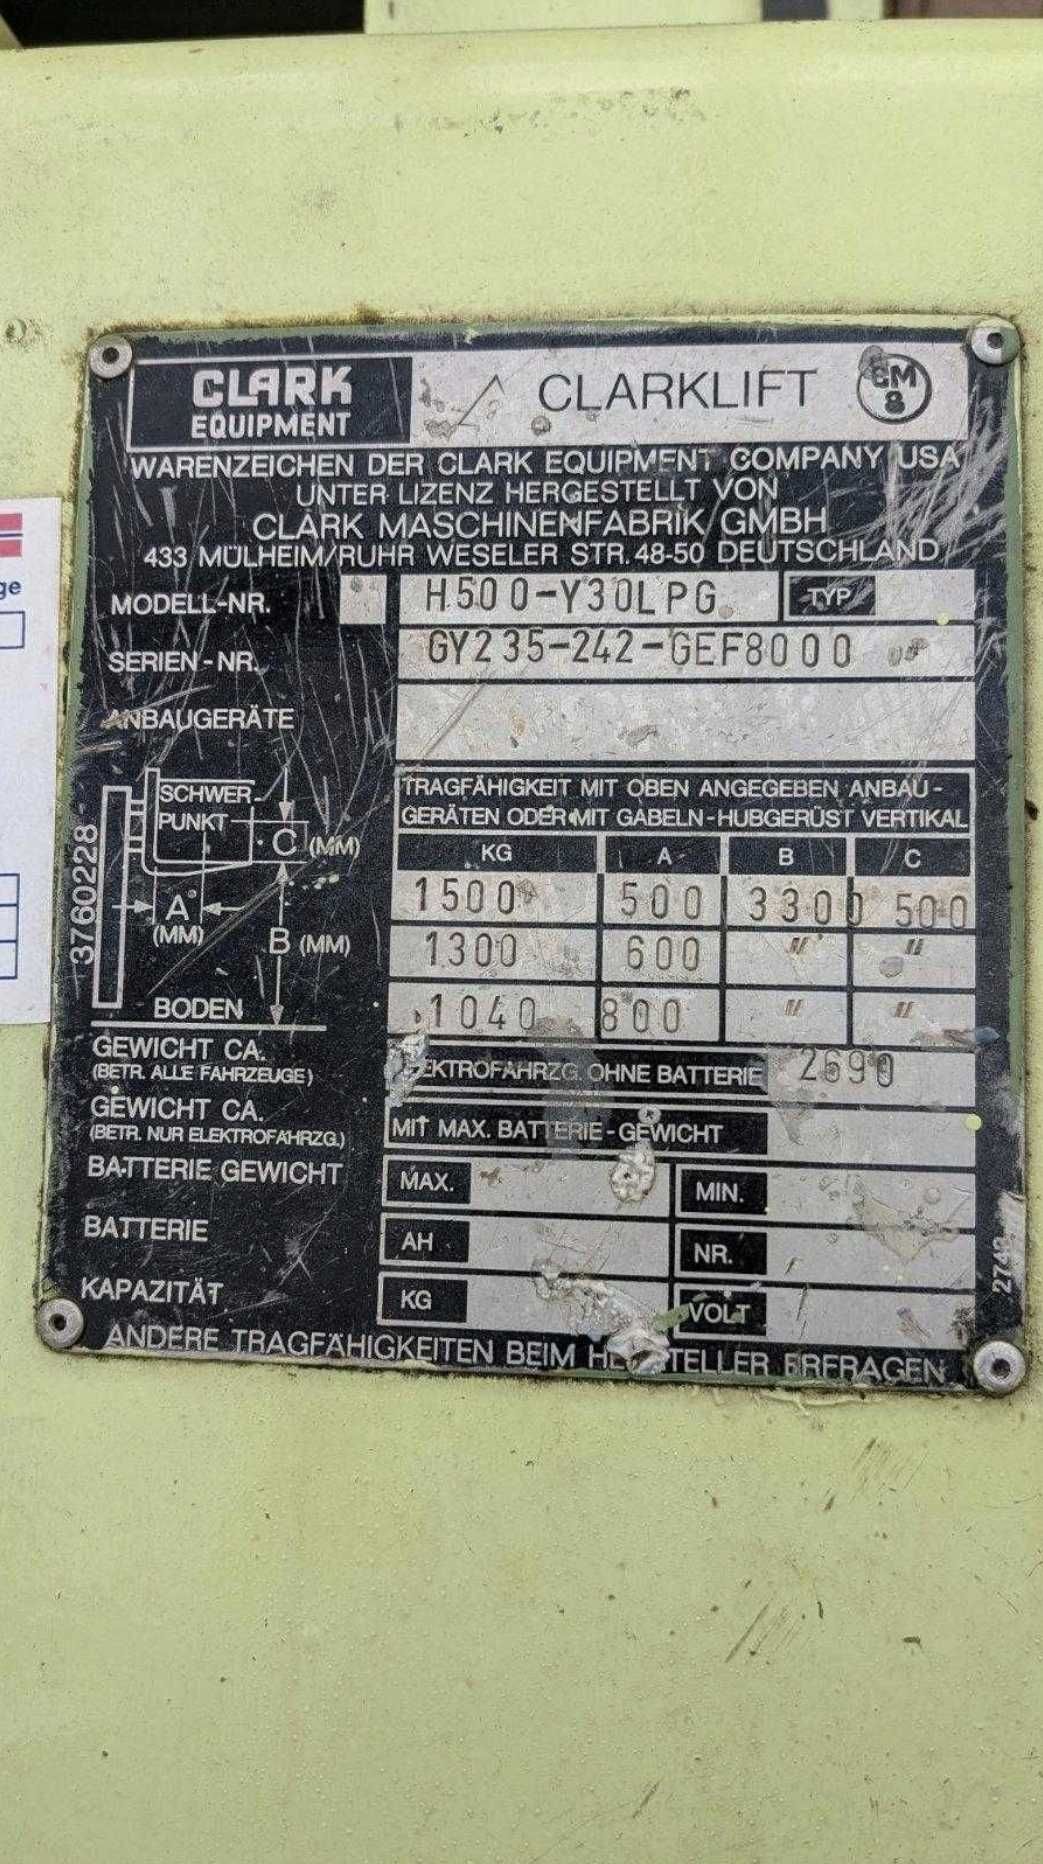 CLARK
EQUIPMENT
CLARKLIFT
WARENZEICHEN DER CLARK EQUIPMENT COMPANY USA
UNTER LIZENZ HERGESTELLT VON
CLARK MASCHINENFABRIK GMBH
433 MÜLHEIM/RUHR WESELER STR. 48-50 DEUTSCHLAND
MODELL-NR. H500-Y30LPG TYP
SERIEN-NR. GY235-242-GEF8000
ANBAUGERÄTE
TRAGFÄHIGKEIT MIT OBEN ANGEGEBEN ANBAU-
GERÄTEN ODER MIT GABELN-HUBGERÜST VERTIKAL
SCHWER-
PUNKT
C (MM)
A
(MM)
B (MM)
BODEN
3760228
KG A B C
1500 500 3300 500
1300 600 " "
1040 800 " "
GEWICHT CA.
(BETR. ALLE FAHRZEUGE)
OHNE BATTERIE 2690
GEWICHT CA.
(BETR. NUR ELEKTROFAHRZG.)
MIT MAX. BATTERIE-GEWICHT
BATTERIE GEWICHT MAX. MIN.
BATTERIE AH NR.
KAPAZITÄT KG VOLT
ANDERE TRAGFÄHIGKEITEN BEIM ERFRAGEN
ge